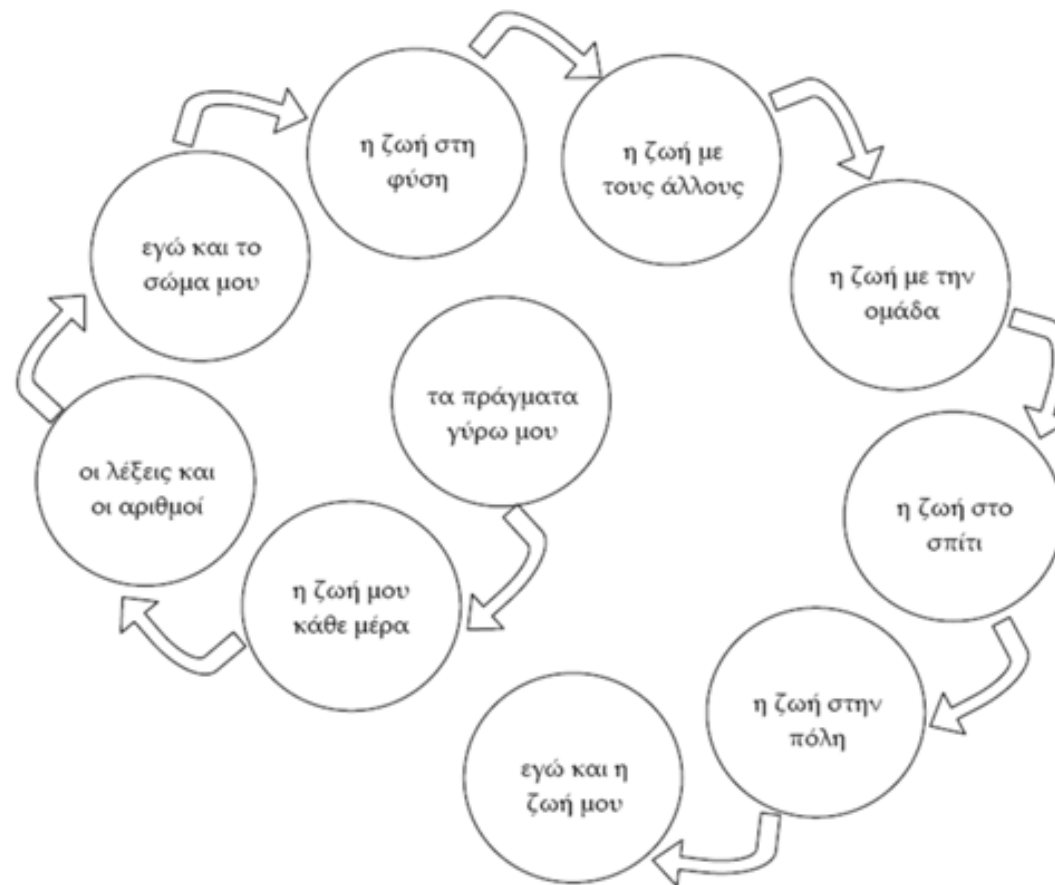 τα πράγματα
γύρω μου
η ζωή μου
κάθε μέρα
οι λέξεις και
οι αριθμοί
εγώ και το
σώμα μου
η ζωή στη
φύση
η ζωή με
τους άλλους
η ζωή με την
ομάδα
η ζωή στο
σπίτι
η ζωή στην
πόλη
εγώ και η
ζωή μου